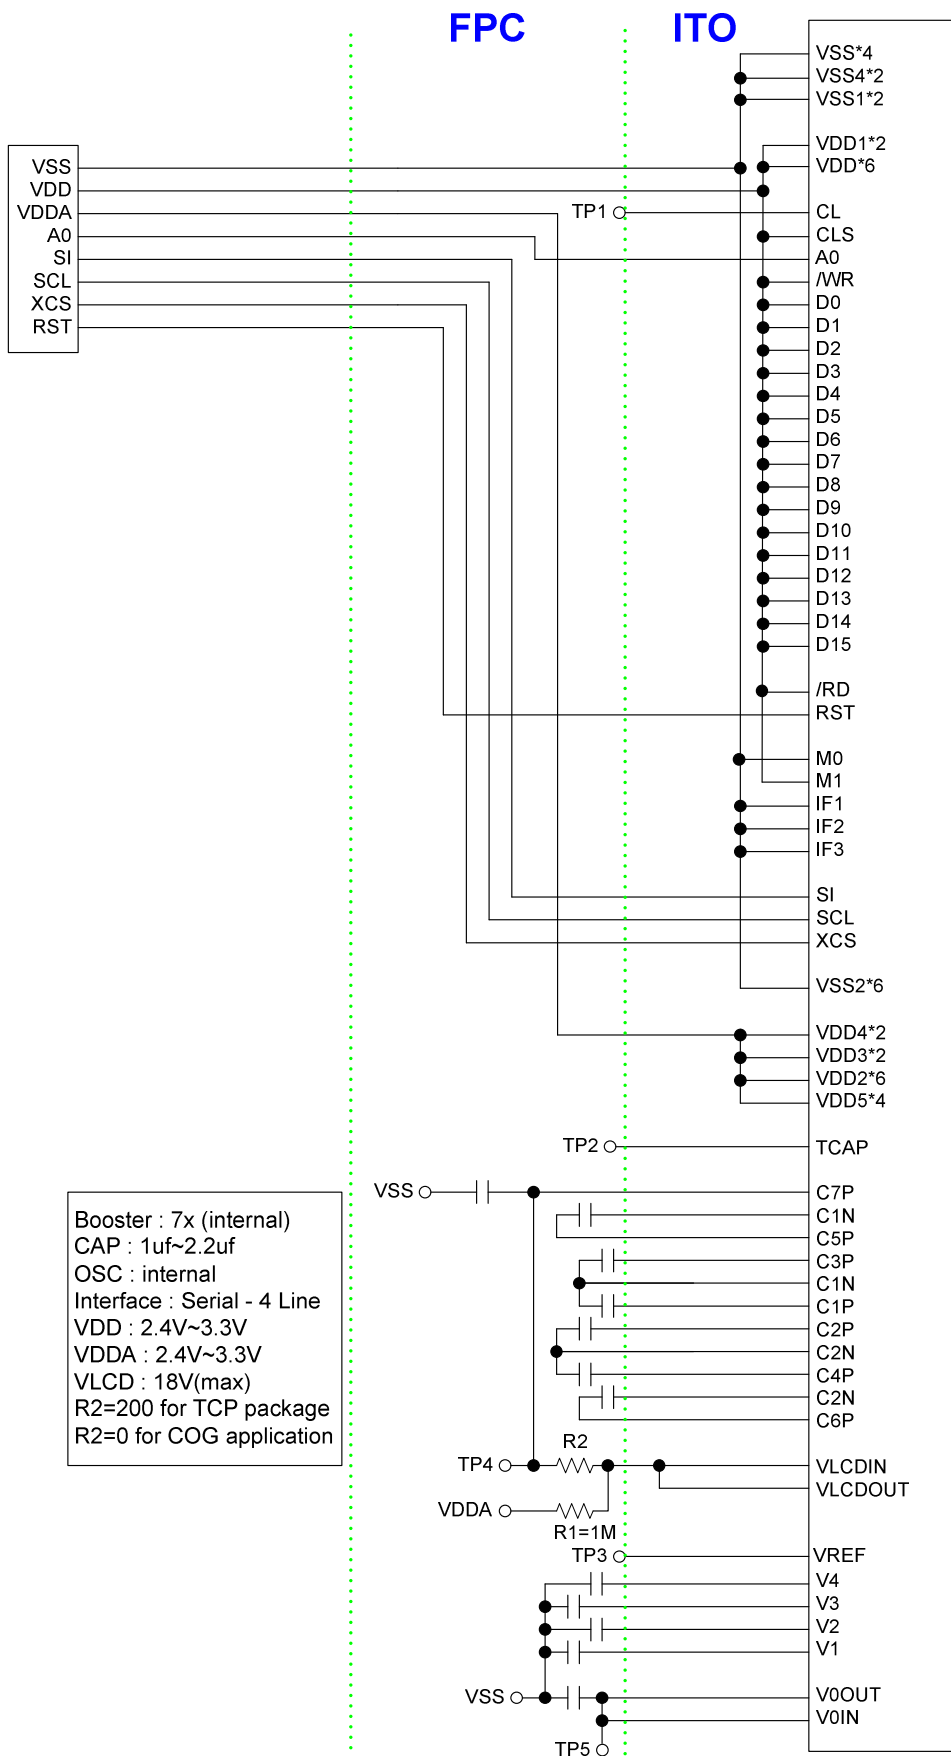 FPC
ITO
VSS
VDD
VDDA
A0
SI
SCL
XCS
RST
VSS*4
VSS4*2
VSS1*2
VDD1*2
VDD*6
TP1
CL
CLS
A0
/WR
D0
D1
D2
D3
D4
D5
D6
D7
D8
D9
D10
D11
D12
D13
D14
D15
/RD
RST
M0
M1
IF1
IF2
IF3
SI
SCL
XCS
VSS2*6
VDD4*2
VDD3*2
VDD2*6
VDD5*4
TP2
TCAP
VSS
C7P
C1N
C5P
C3P
C1N
C1P
C2P
C2N
C4P
C2N
C6P
Booster : 7x (internal)
CAP : 1uf~2.2uf
OSC : internal
Interface : Serial - 4 Line
VDD : 2.4V~3.3V
VDDA : 2.4V~3.3V
VLCD : 18V(max)
R2=200 for TCP package
R2=0 for COG application
R2
TP4
VLCDIN
VLCDOUT
VDDA
R1=1M
TP3
VREF
V4
V3
V2
V1
VSS
V0OUT
V0IN
TP5